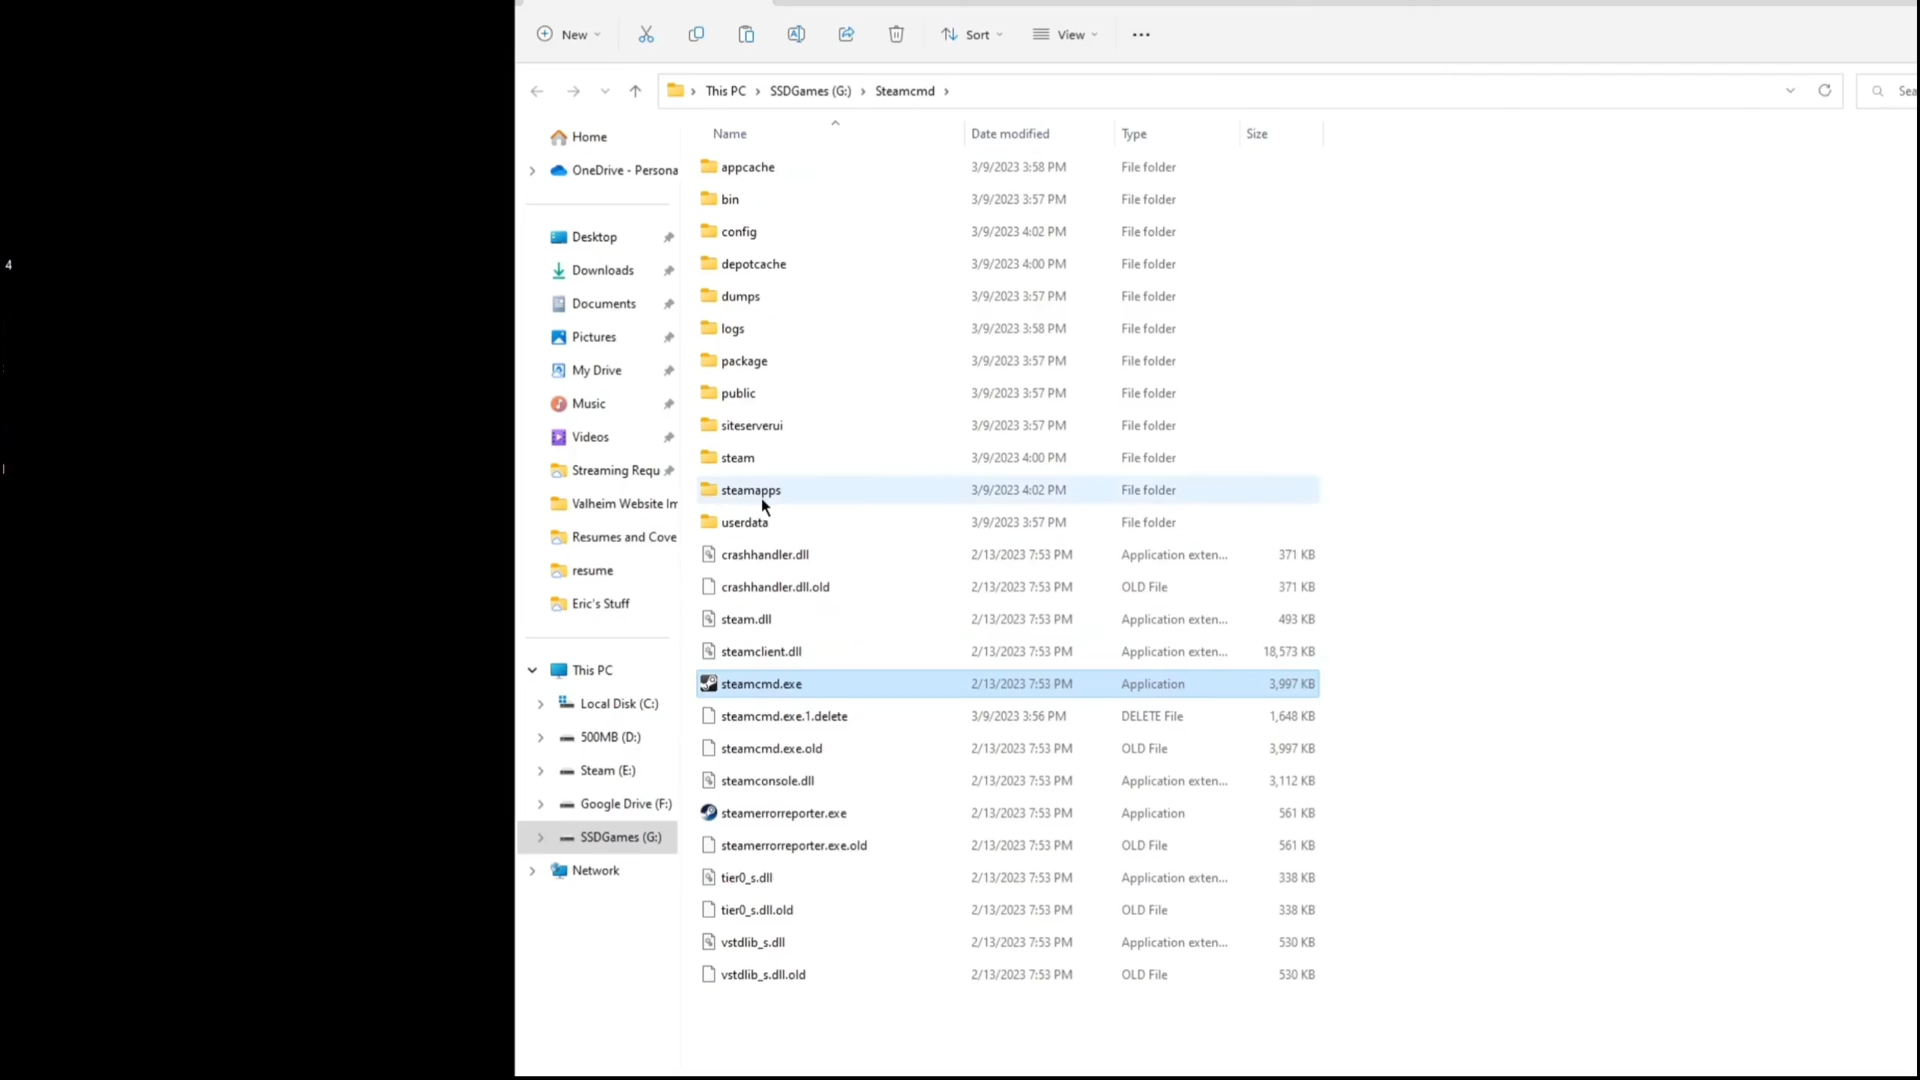 New
Sort
View
This PC > SSDGames (G:) > Steamcmd >
Sea
Name Date modified Type Size
4
Home
OneDrive - Persona
Desktop
Downloads
Documents
Pictures
My Drive
Music
Videos
Streaming Requ
Valheim Website Im
Resumes and Cove
resume
Eric's Stuff
This PC
Local Disk (C:)
500MB (D:)
Steam (E:)
Google Drive (F:)
SSDGames (G:)
Network
appcache 3/9/2023 3:58 PM File folder
bin 3/9/2023 3:57 PM File folder
config 3/9/2023 4:02 PM File folder
depotcache 3/9/2023 4:00 PM File folder
dumps 3/9/2023 3:57 PM File folder
logs 3/9/2023 3:58 PM File folder
package 3/9/2023 3:57 PM File folder
public 3/9/2023 3:57 PM File folder
siteserverui 3/9/2023 3:57 PM File folder
steam 3/9/2023 4:00 PM File folder
steamapps 3/9/2023 4:02 PM File folder
userdata 3/9/2023 3:57 PM File folder
crashhandler.dll 2/13/2023 7:53 PM Application exten... 371 KB
crashhandler.dll.old 2/13/2023 7:53 PM OLD File 371 KB
steam.dll 2/13/2023 7:53 PM Application exten... 493 KB
steamclient.dll 2/13/2023 7:53 PM Application exten... 18,573 KB
steamcmd.exe 2/13/2023 7:53 PM Application 3,997 KB
steamcmd.exe.1.delete 3/9/2023 3:56 PM DELETE File 1,648 KB
steamcmd.exe.old 2/13/2023 7:53 PM OLD File 3,997 KB
steamconsole.dll 2/13/2023 7:53 PM Application exten... 3,112 KB
steamerrorreporter.exe 2/13/2023 7:53 PM Application 561 KB
steamerrorreporter.exe.old 2/13/2023 7:53 PM OLD File 561 KB
tier0_s.dll 2/13/2023 7:53 PM Application exten... 338 KB
tier0_s.dll.old 2/13/2023 7:53 PM OLD File 338 KB
vstdlib_s.dll 2/13/2023 7:53 PM Application exten... 530 KB
vstdlib_s.dll.old 2/13/2023 7:53 PM OLD File 530 KB